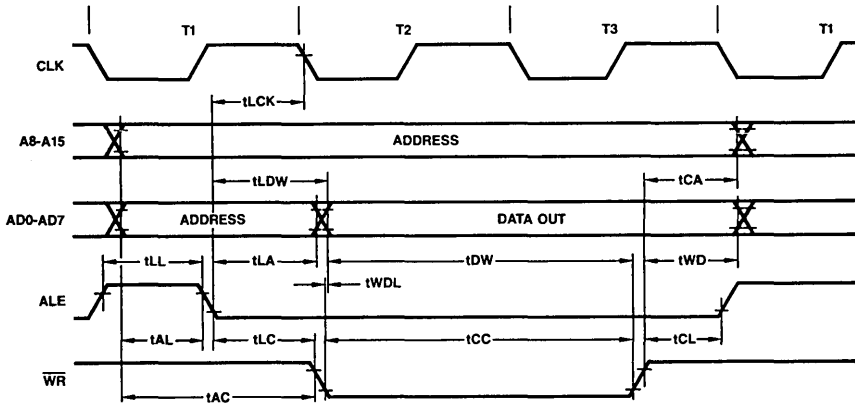 T1 T2 T3 T1
CLK
tLCK
A8-A15 ADDRESS
tLDW tCA
AD0-AD7 ADDRESS DATA OUT
tLL tLA tDW tWD
tWDL
ALE
tAL tLC tCC tCL
WR
tAC